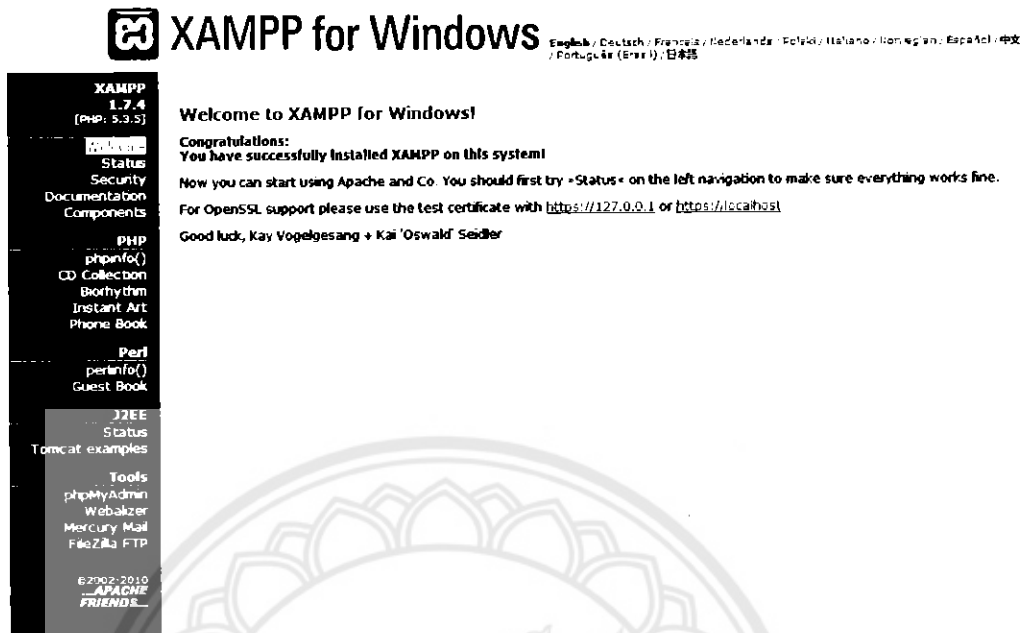 XAMPP for Windows
English / Deutsch / Francais / Nederlands / Polski / Italiano / Norwegian / Español / 中文
/ Português (Brasil) / 日本語
XAMPP
1.7.4
[PHP: 5.3.5]
Welcome
Status
Security
Documentation
Components
PHP
phpinfo()
CD Collection
Biorhythm
Instant Art
Phone Book
Perl
perlinfo()
Guest Book
J2EE
Status
Tomcat examples
Tools
phpMyAdmin
Webalizer
Mercury Mail
FileZilla FTP
©2002-2010
...APACHE
FRIENDS...
Welcome to XAMPP for Windows!
Congratulations:
You have successfully installed XAMPP on this system!
Now you can start using Apache and Co. You should first try »Status« on the left navigation to make sure everything works fine.
For OpenSSL support please use the test certificate with https://127.0.0.1 or https://localhost
Good luck, Kay Vogelgesang + Kai 'Oswald' Seidler